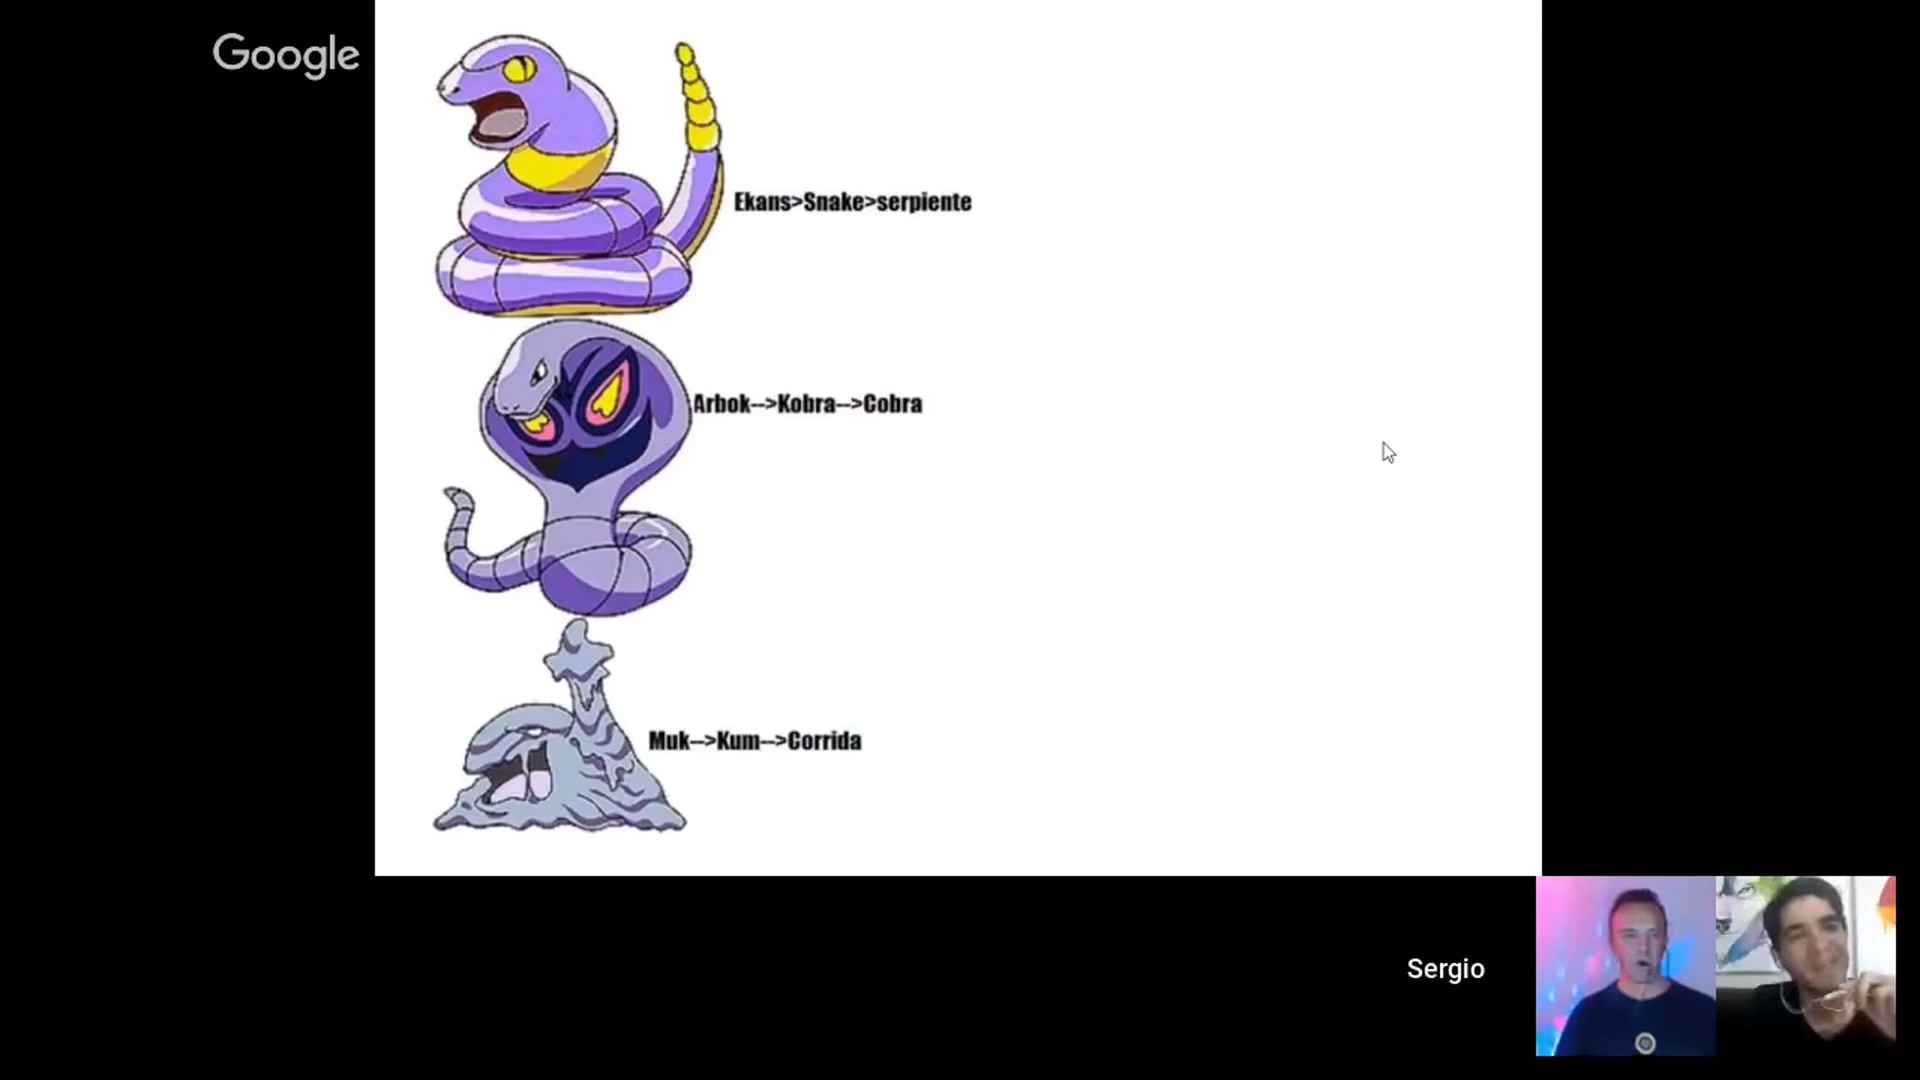 Google
Ekans>Snake>serpiente
Arbok-->Kobra-->Cobra
Muk-->Kum-->Corrida
Sergio